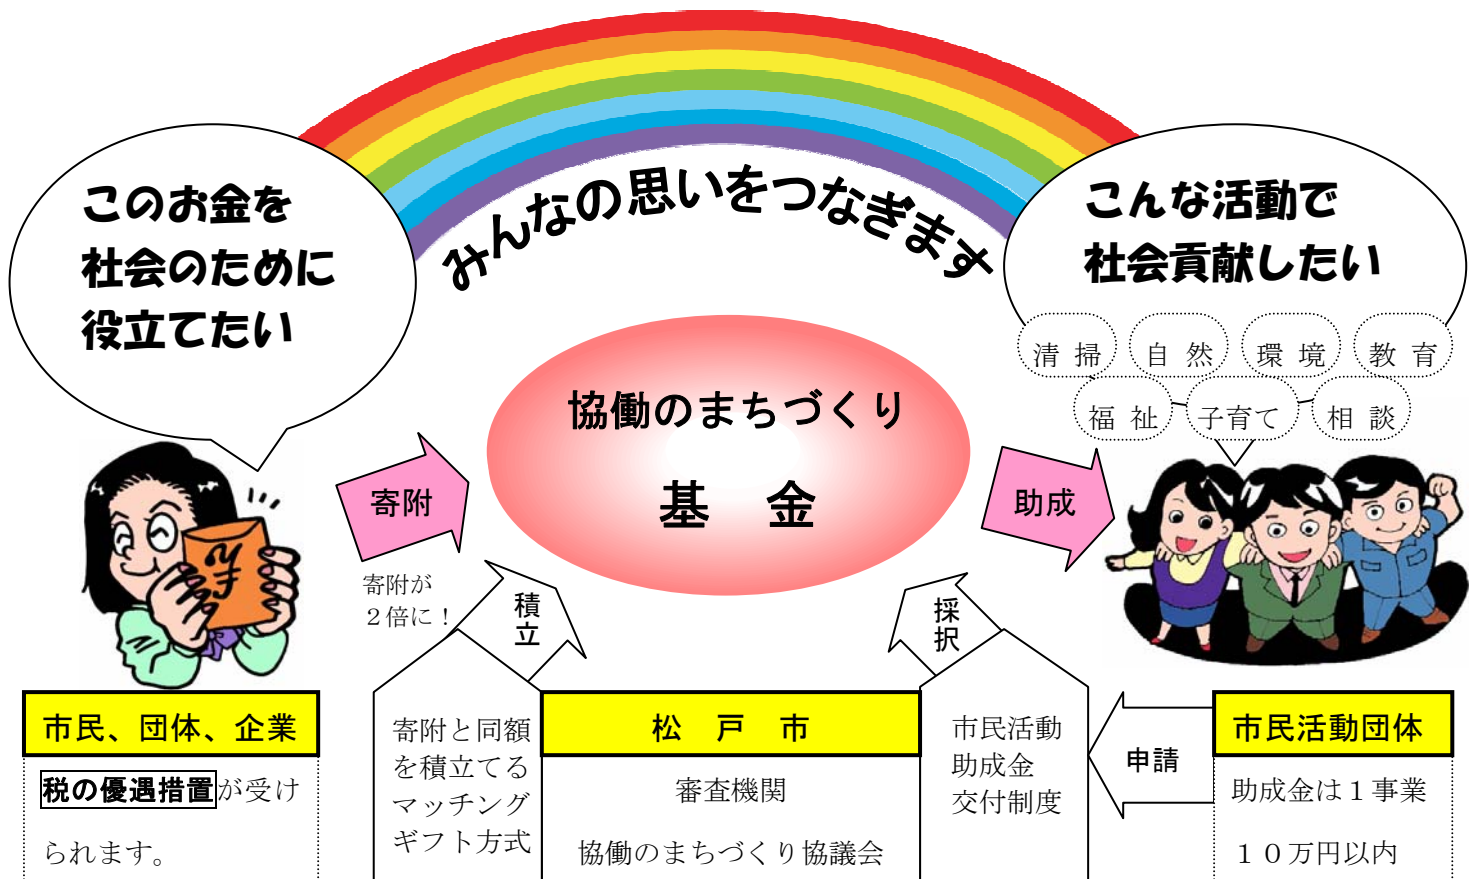 みんなの思いをつなぎます
このお金を
社会のために
役立てたい
こんな活動で
社会貢献したい
清 掃
自 然
環 境
教 育
福 祉
子育て
相 談
協働のまちづくり
基 金
寄附
助成
寄附が
２倍に！
積立
採択
市民、団体、企業
税の優遇措置が受け
られます。
寄附と同額
を積立てる
マッチング
ギフト方式
松 戸 市
審査機関
協働のまちづくり協議会
市民活動
助成金
交付制度
申請
市民活動団体
助成金は１事業
１０万円以内